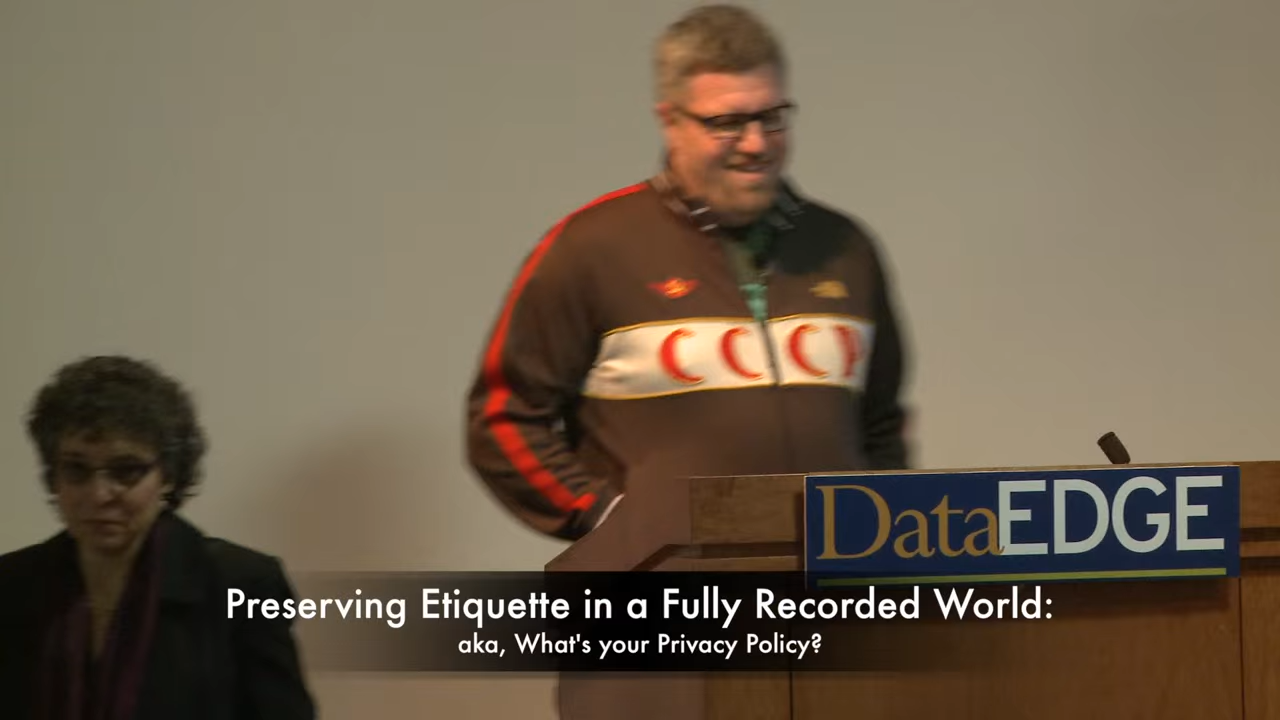 CCCP
DataEDGE
Preserving Etiquette in a Fully Recorded World:
aka, What's your Privacy Policy?